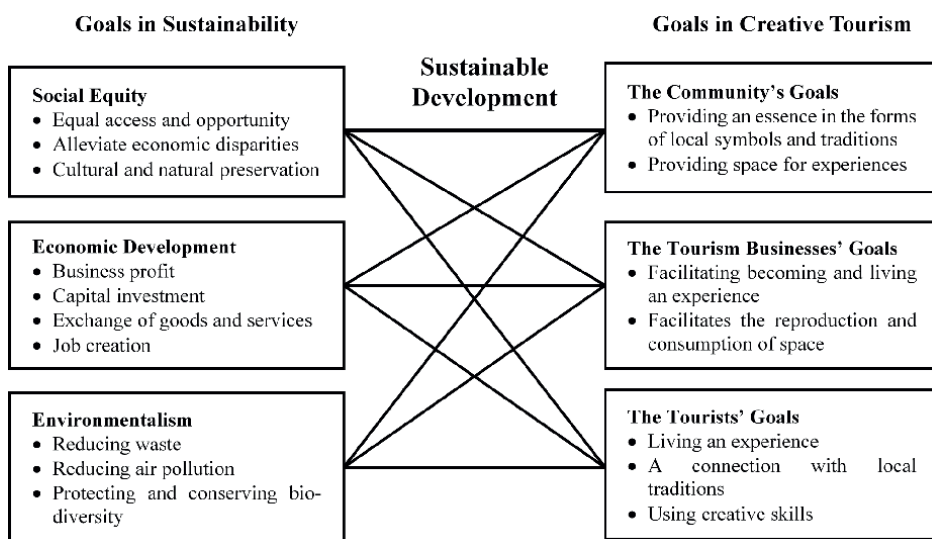 Goals in Sustainability
Social Equity
• Equal access and opportunity
• Alleviate economic disparities
• Cultural and natural preservation
Economic Development
• Business profit
• Capital investment
• Exchange of goods and services
• Job creation
Environmentalism
• Reducing waste
• Reducing air pollution
• Protecting and conserving bio-
diversity
Sustainable
Development
Goals in Creative Tourism
The Community's Goals
• Providing an essence in the forms
of local symbols and traditions
• Providing space for experiences
The Tourism Businesses' Goals
• Facilitating becoming and living
an experience
• Facilitates the reproduction and
consumption of space
The Tourists' Goals
• Living an experience
• A connection with local
traditions
• Using creative skills